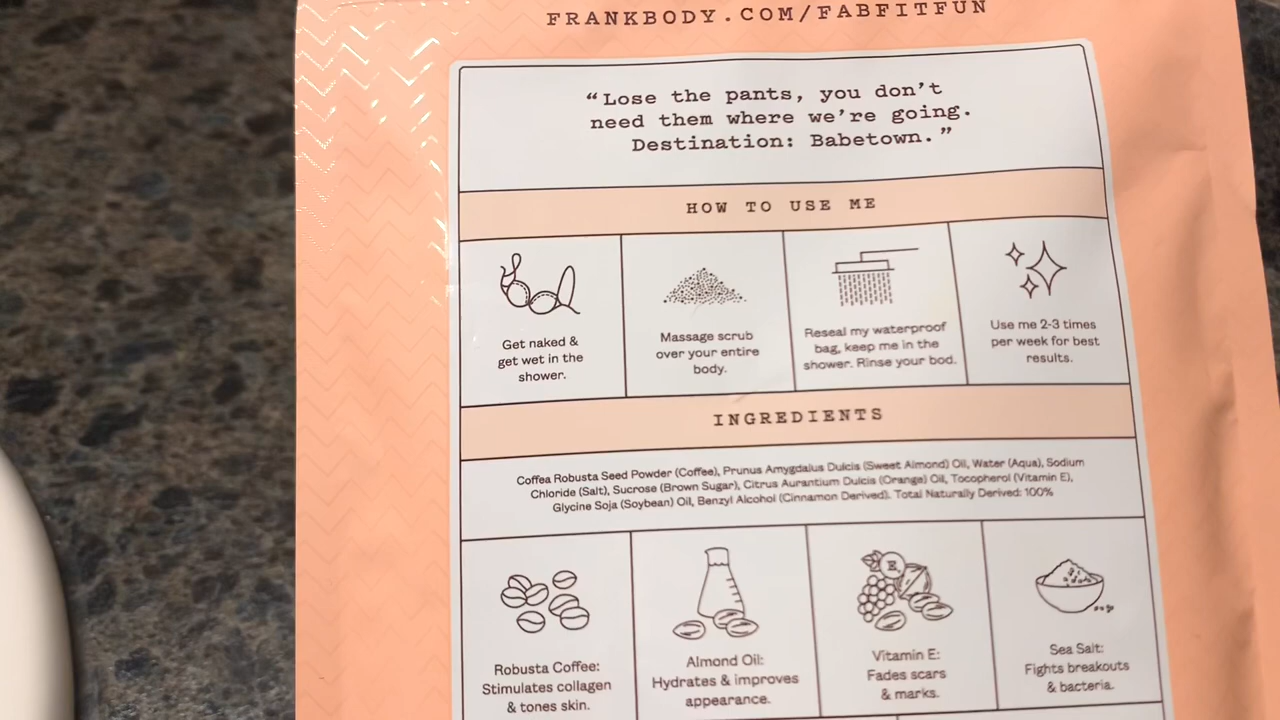 FRANKBODY.COM/FABFITFUN
“Lose the pants, you don’t
need them where we’re going.
Destination: Babetown.”
HOW TO USE ME
Get naked &
get wet in the
shower.
Massage scrub
over your entire
body.
Reseal my waterproof
bag, keep me in the
shower. Rinse your bod.
Use me 2-3 times
per week for best
results.
INGREDIENTS
Coffea Robusta Seed Powder (Coffee), Prunus Amygdalus Dulcis (Sweet Almond) Oil, Water (Aqua), Sodium
Chloride (Salt), Sucrose (Brown Sugar), Citrus Aurantium Dulcis (Orange) Oil, Tocopherol (Vitamin E),
Glycine Soja (Soybean) Oil, Benzyl Alcohol (Cinnamon Derived). Total Naturally Derived: 100%
Robusta Coffee:
Stimulates collagen
& tones skin.
Almond Oil:
Hydrates & improves
appearance.
E
Vitamin E:
Fades scars
& marks.
Sea Salt:
Fights breakouts
& bacteria.